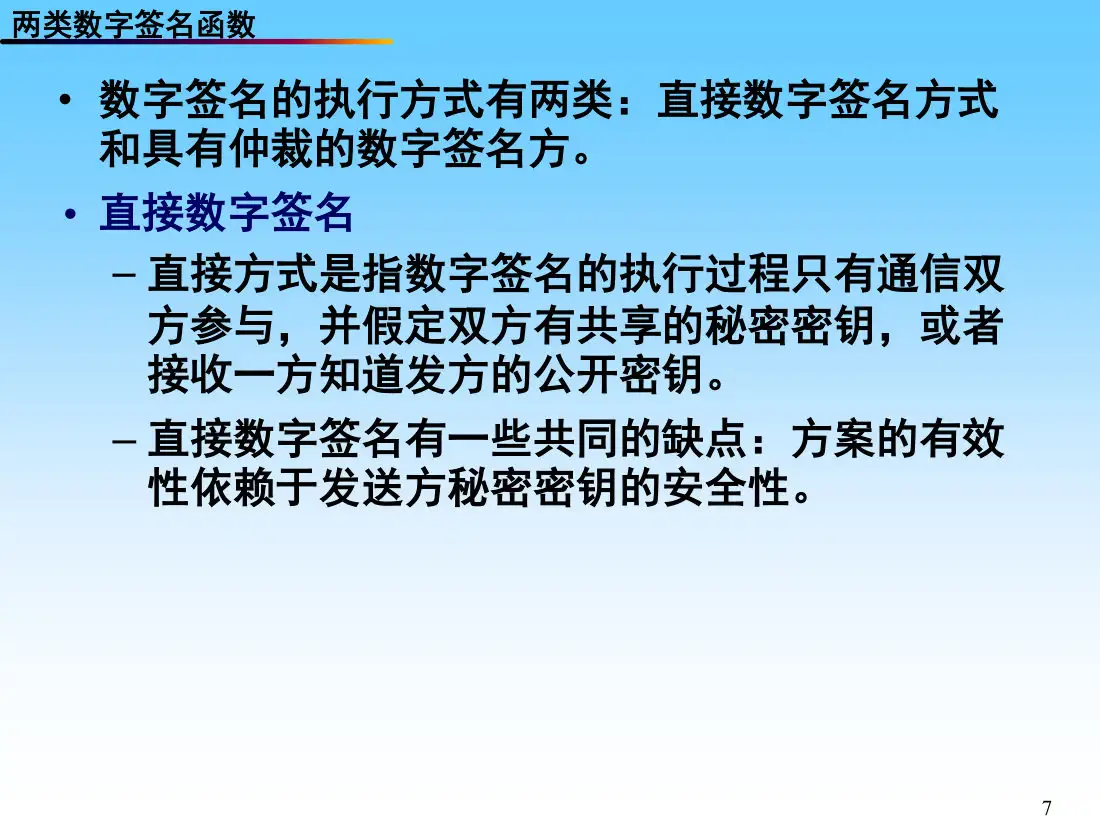 两类数字签名函数
• 数字签名的执行方式有两类：直接数字签名方式
和具有仲裁的数字签名方。
• 直接数字签名
– 直接方式是指数字签名的执行过程只有通信双
方参与，并假定双方有共享的秘密密钥，或者
接收一方知道发方的公开密钥。
– 直接数字签名有一些共同的缺点：方案的有效
性依赖于发送方秘密密钥的安全性。
7